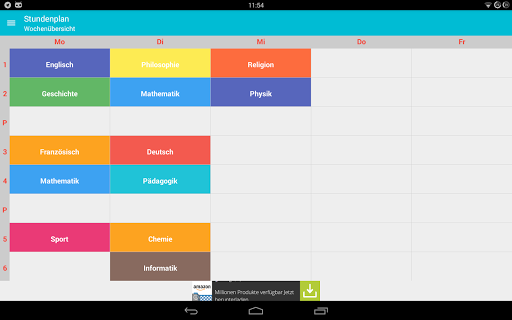 11:54
Stundenplan
Wochenübersicht
Mo Di Mi Do Fr
1 Englisch Philosophie Religion
2 Geschichte Mathematik Physik
P
3 Französisch Deutsch
4 Mathematik Pädagogik
P
5 Sport Chemie
6 Informatik
amazon
Millionen Produkte verfügbar Jetzt
herunterladen